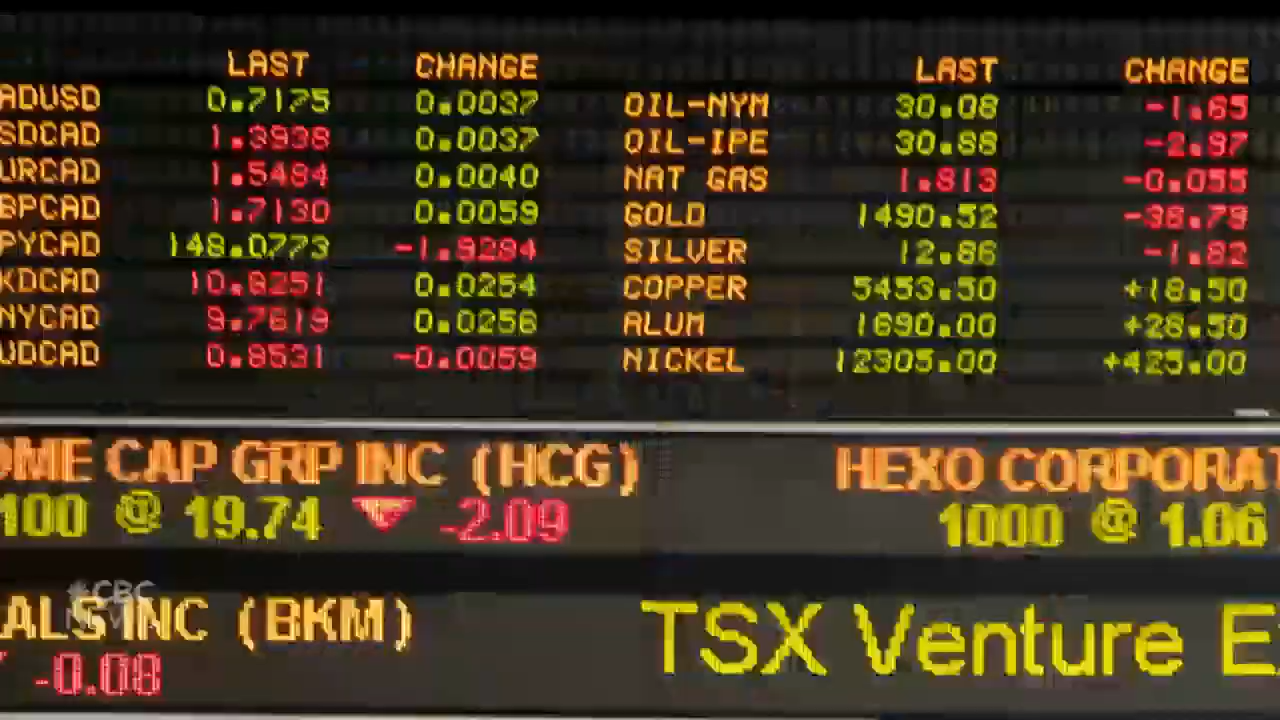 LAST CHANGE LAST CHANGE
ADUSD 0.7175 0.0037 OIL-NYM 30.08 -1.65
SDCAD 1.3938 0.0037 OIL-IPE 30.88 -2.97
URCAD 1.5484 0.0040 NAT GAS 1.813 -0.055
BPCAD 1.7130 0.0059 GOLD 1490.52 -38.79
PYCAD 148.0773 -1.9284 SILVER 12.86 -1.82
KDCAD 10.8251 0.0254 COPPER 5453.50 +18.50
NYCAD 9.7619 0.0256 ALUM 1690.00 +28.50
UDCAD 0.8531 -0.0059 NICKEL 12305.00 +425.00
OME CAP GRP INC (HCG) HEXO CORPORAT
100 @ 19.74 ▼ -2.09 1000 @ 1.06
CBC
NEWS
ALS INC (BKM) TSX Venture E
-0.08